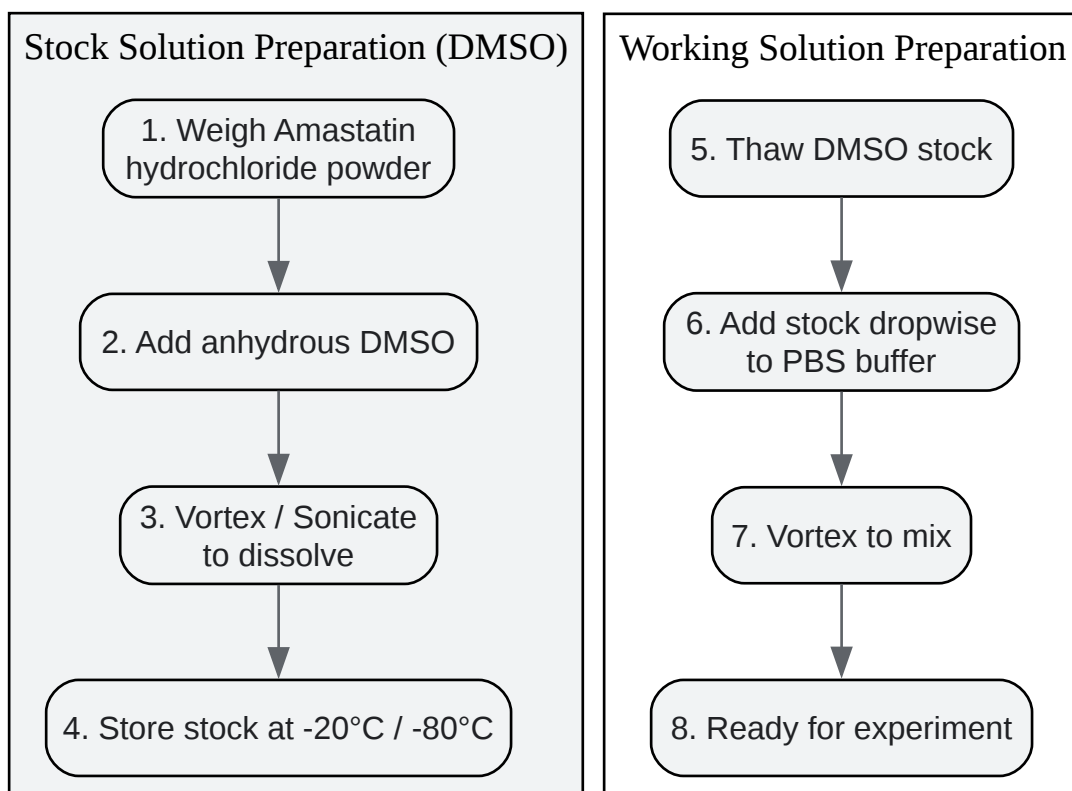 Stock Solution Preparation (DMSO)
1. Weigh Amastatin
hydrochloride powder
2. Add anhydrous DMSO
3. Vortex / Sonicate
to dissolve
4. Store stock at -20°C / -80°C
Working Solution Preparation
5. Thaw DMSO stock
6. Add stock dropwise
to PBS buffer
7. Vortex to mix
8. Ready for experiment